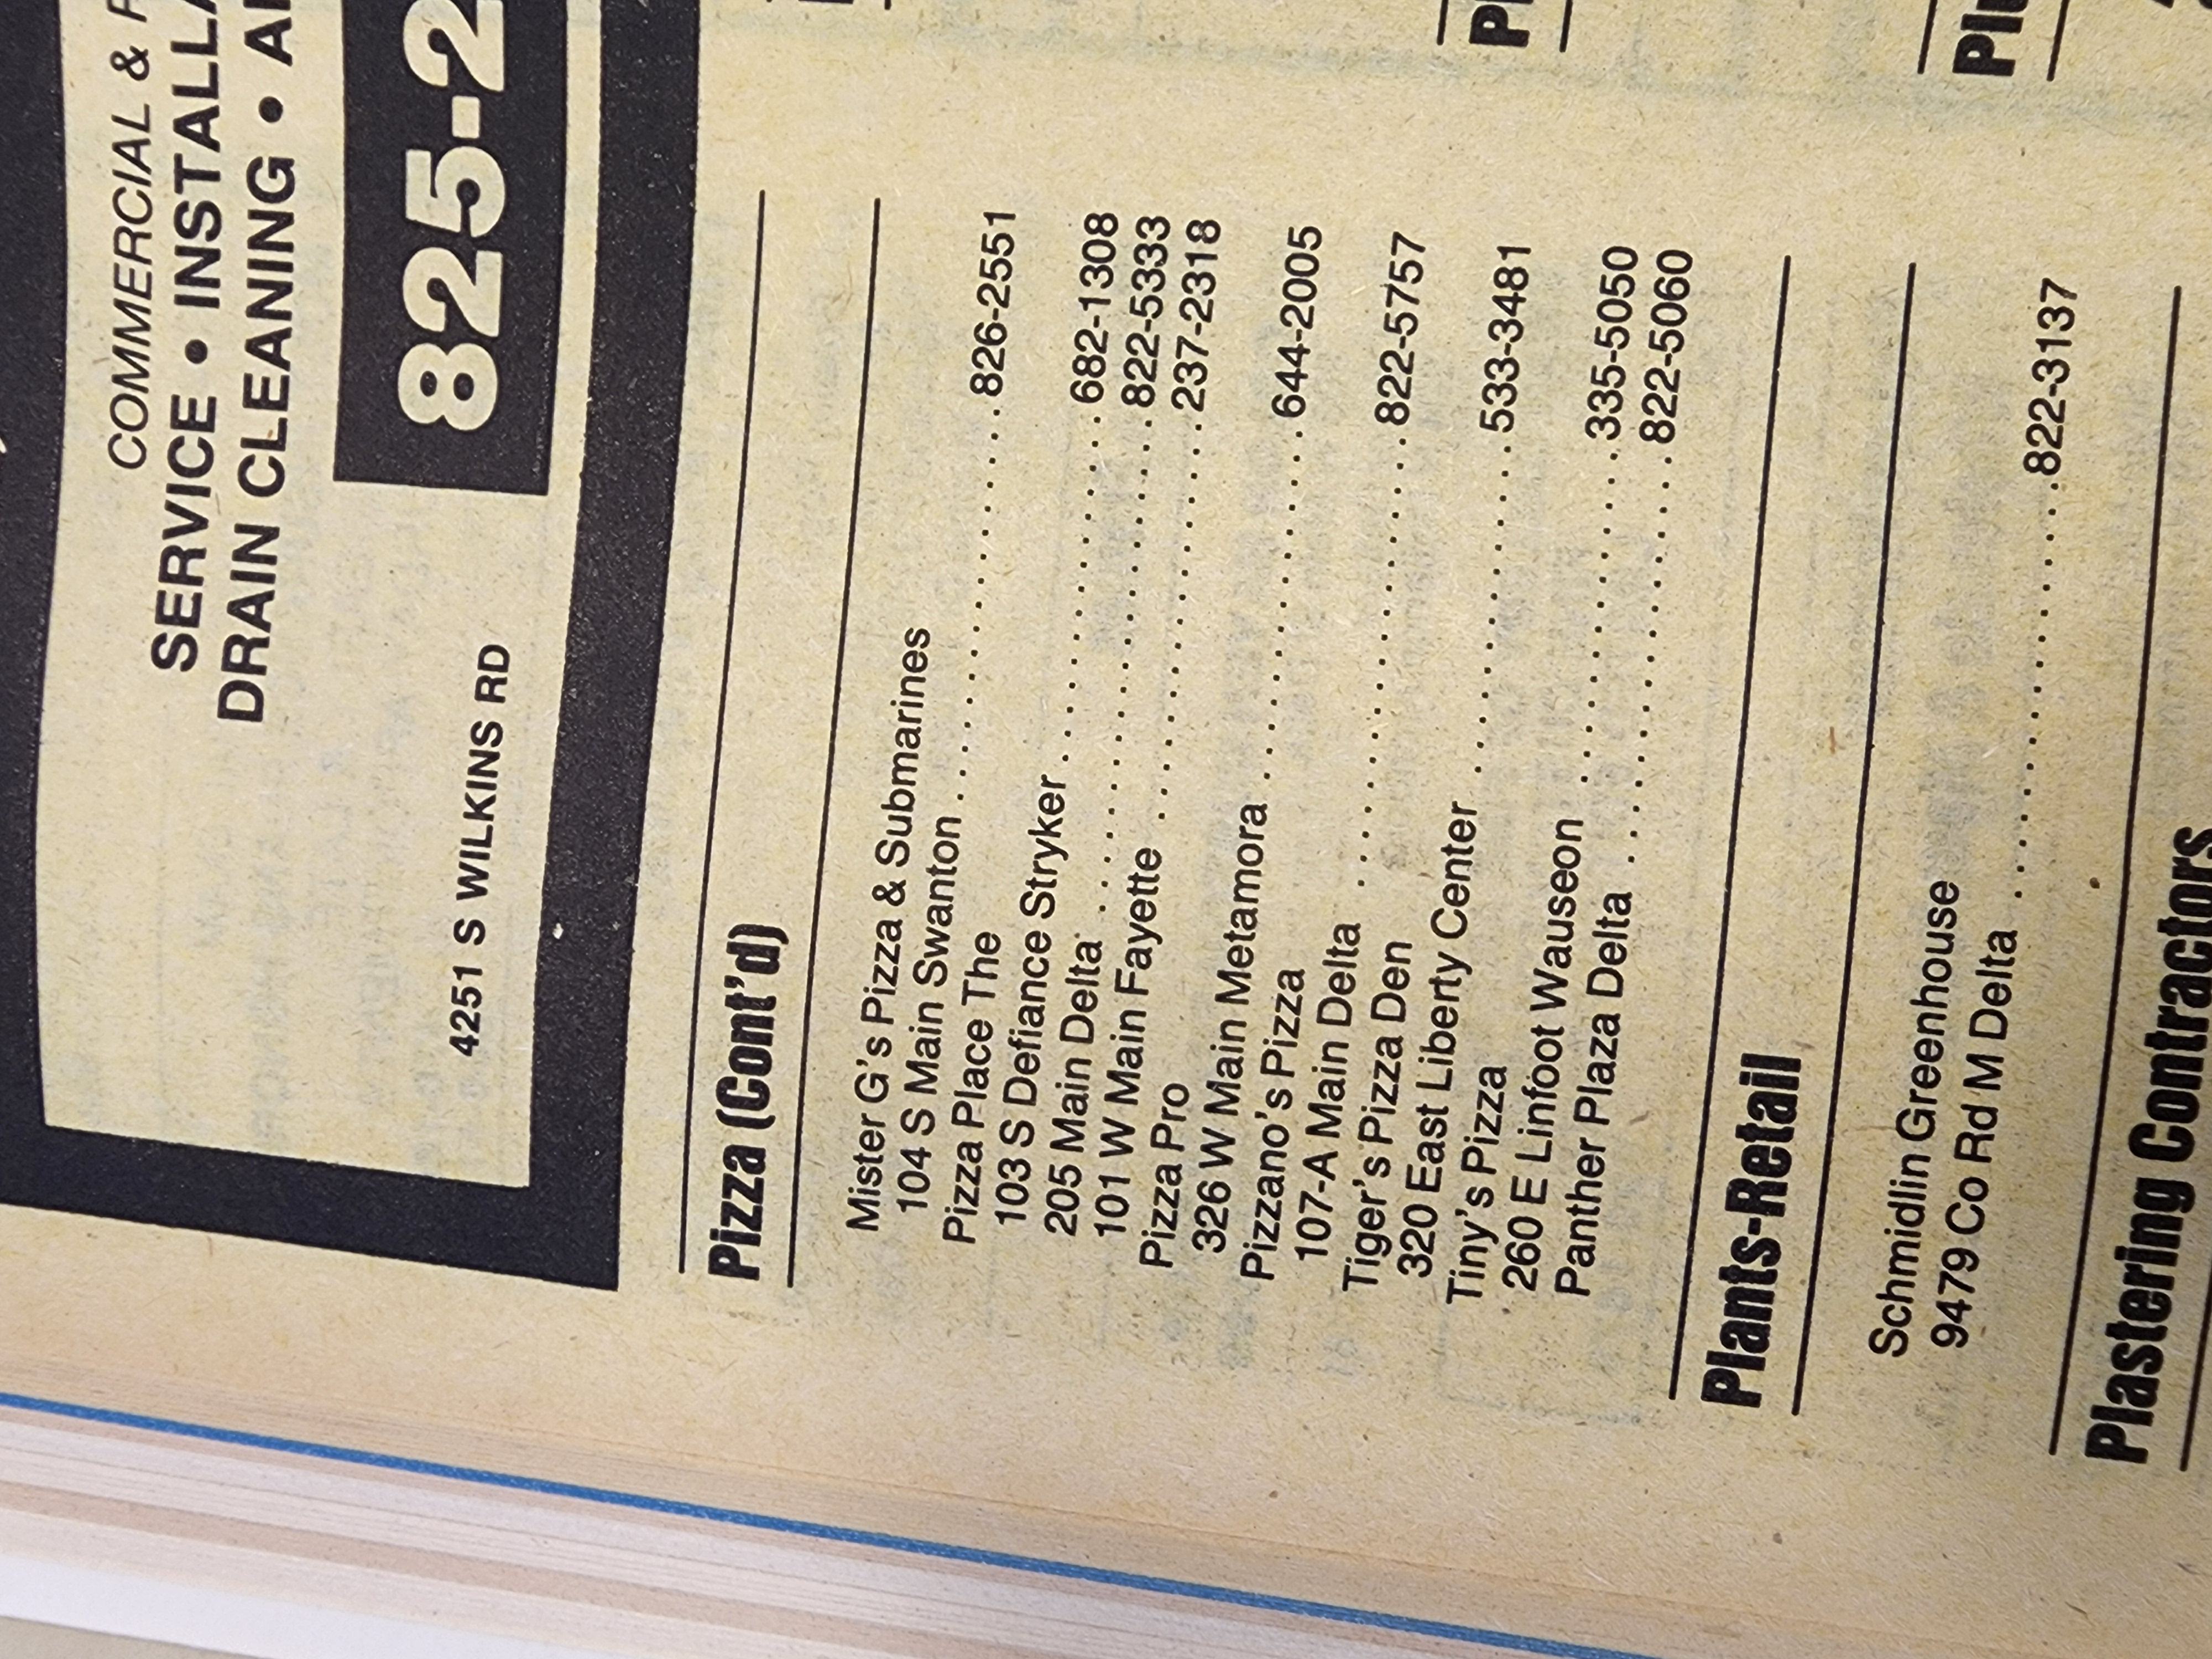 COMMERCIAL &
SERVICE •
DRAIN CLEANING •
4251 S WILKINS RD
Pizza (Cont'd)
Mister G's Pizza & Submarines
104 S Main Swanton ..................... 826-2551
Pizza Place The
103 S Defiance Stryker .................. 682-1308
205 Main Delta ......................... 822-5333
101 W Main Fayette ..................... 237-2318
Pizza Pro
326 W Main Metamora ................... 644-2005
Pizzano's Pizza
107-A Main Delta ....................... 822-5757
Tiger's Pizza Den
320 East Liberty Center ................. 533-3481
Tiny's Pizza
260 E Linfoot Wauseon .................. 335-5050
Panther Plaza Delta ..................... 822-5060
Plants-Retail
Schmidlin Greenhouse
9479 Co Rd M Delta ..................... 822-3137
Plastering Contractors